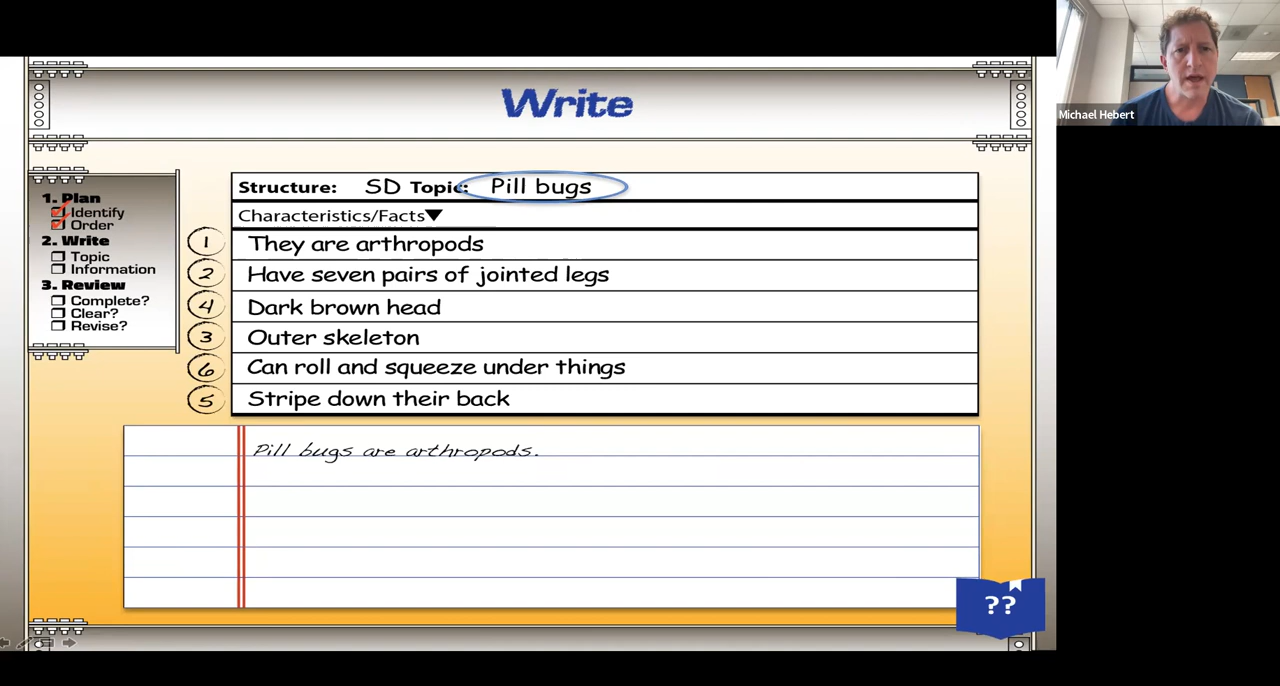 Write
Michael Hebert
1. Plan
Identify
Order
2. Write
Topic
Information
3. Review
Complete?
Clear?
Revise?
Structure: SD Topic: Pill bugs
Characteristics/Facts▼
1 They are arthropods
2 Have seven pairs of jointed legs
4 Dark brown head
3 Outer skeleton
6 Can roll and squeeze under things
5 Stripe down their back
Pill bugs are arthropods.
??